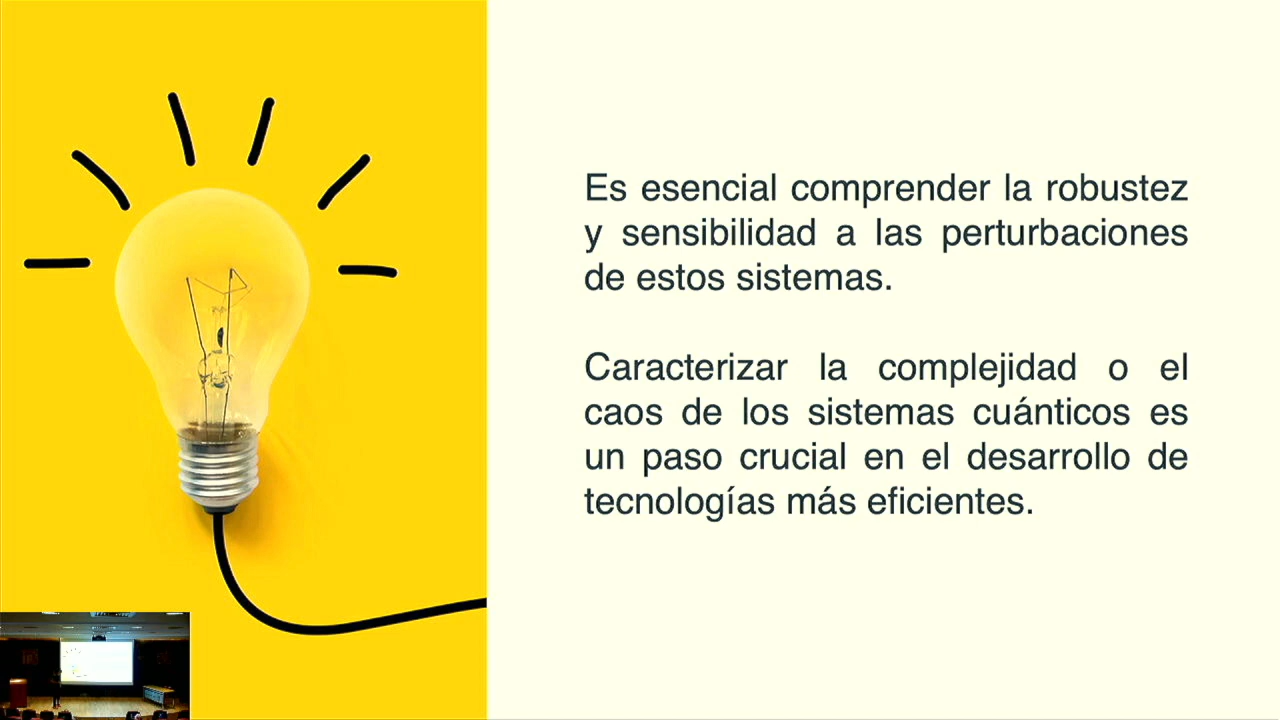 Es esencial comprender la robustez
y sensibilidad a las perturbaciones
de estos sistemas.
Caracterizar la complejidad o el
caos de los sistemas cuánticos es
un paso crucial en el desarrollo de
tecnologías más eficientes.